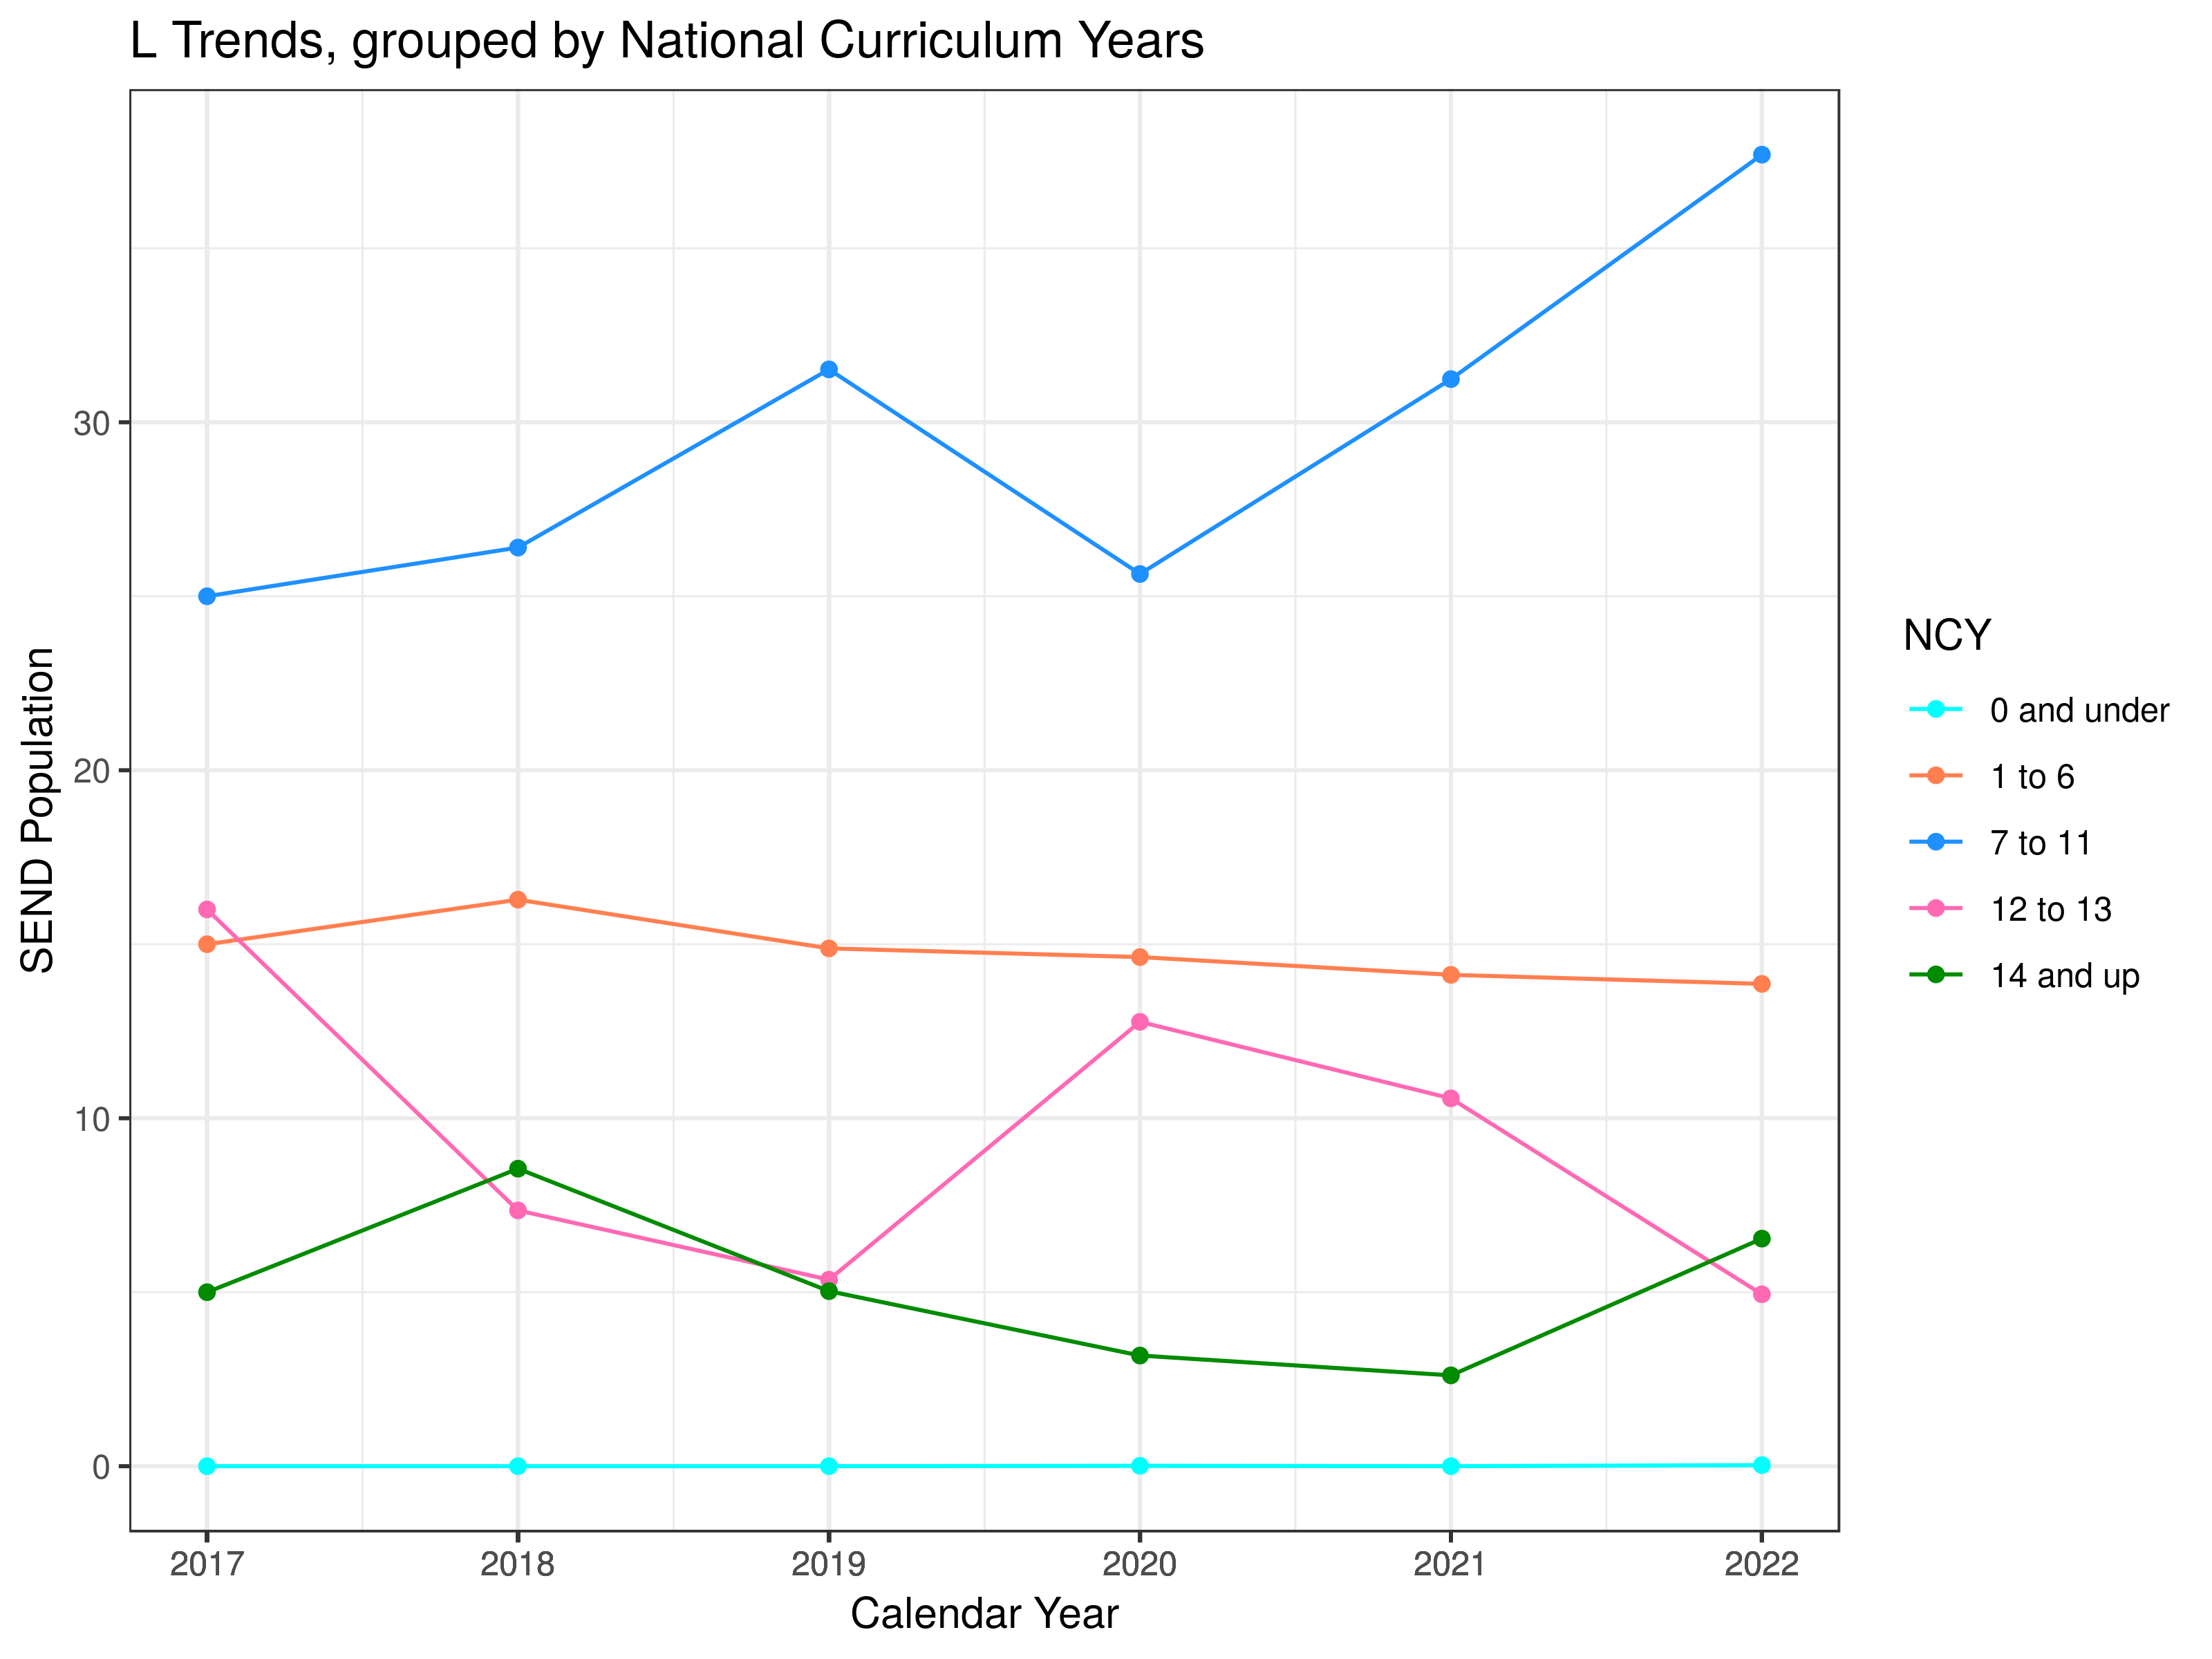 L Trends, grouped by National Curriculum Years
30
20
10
0
SEND Population
2017 2018 2019 2020 2021 2022
Calendar Year
NCY
0 and under
1 to 6
7 to 11
12 to 13
14 and up